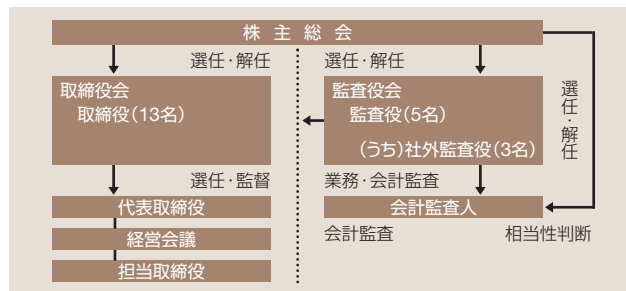 株主総会
選任・解任
選任・解任
選任・解任
取締役会
取締役（13名）
監査役会
監査役（5名）
（うち）社外監査役（3名）
選任・監督
業務・会計監査
代表取締役
会計監査人
経営会議
会計監査
相当性判断
担当取締役